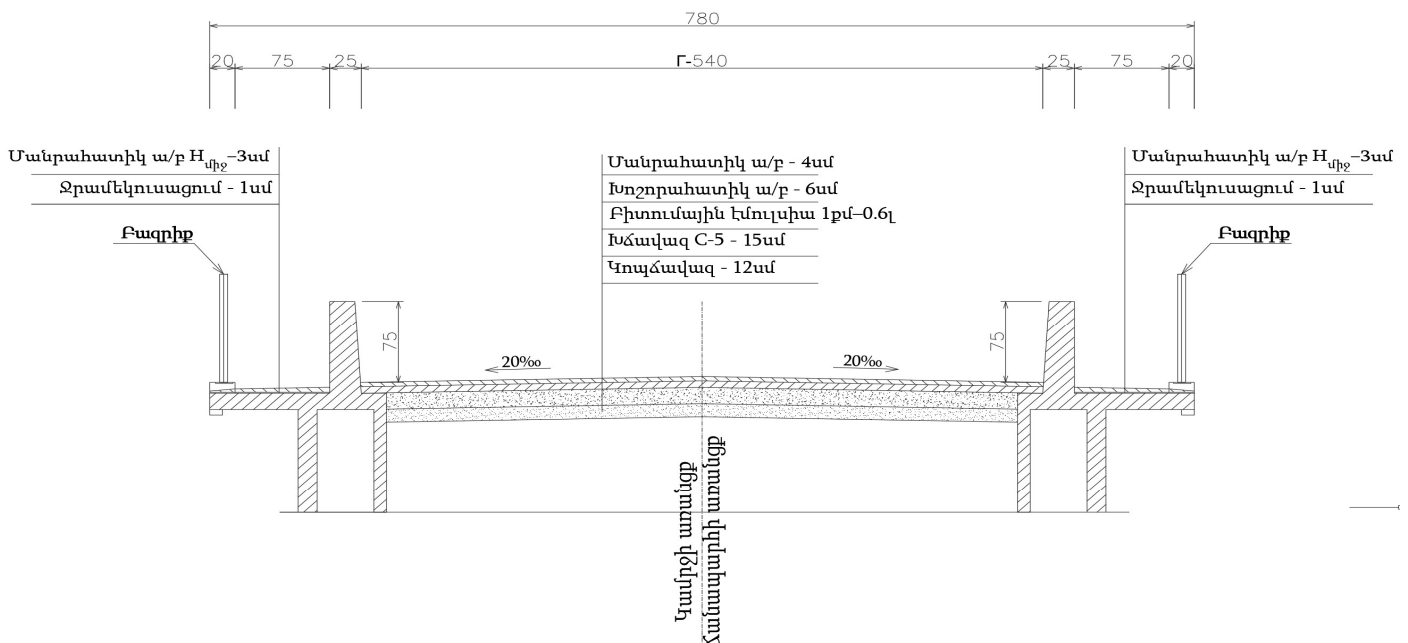 780
20 75 25 Г-540 25 75 20
Մանրահատիկ ա/բ Hմիջ–3սմ
Ջրամեկուսացում - 1սմ
Բազրիք
Մանրահատիկ ա/բ - 4սմ
Խոշորահատիկ ա/բ - 6սմ
Բիտումային էմուլսիա 1քմ–0.6լ
Խճավազ C-5 - 15սմ
Կոպճավազ - 12սմ
Մանրահատիկ ա/բ Hմիջ–3սմ
Ջրամեկուսացում - 1սմ
Բազրիք
75
75
20‰
20‰
Կամրջի առանցք
Ճանապարհի առանցք